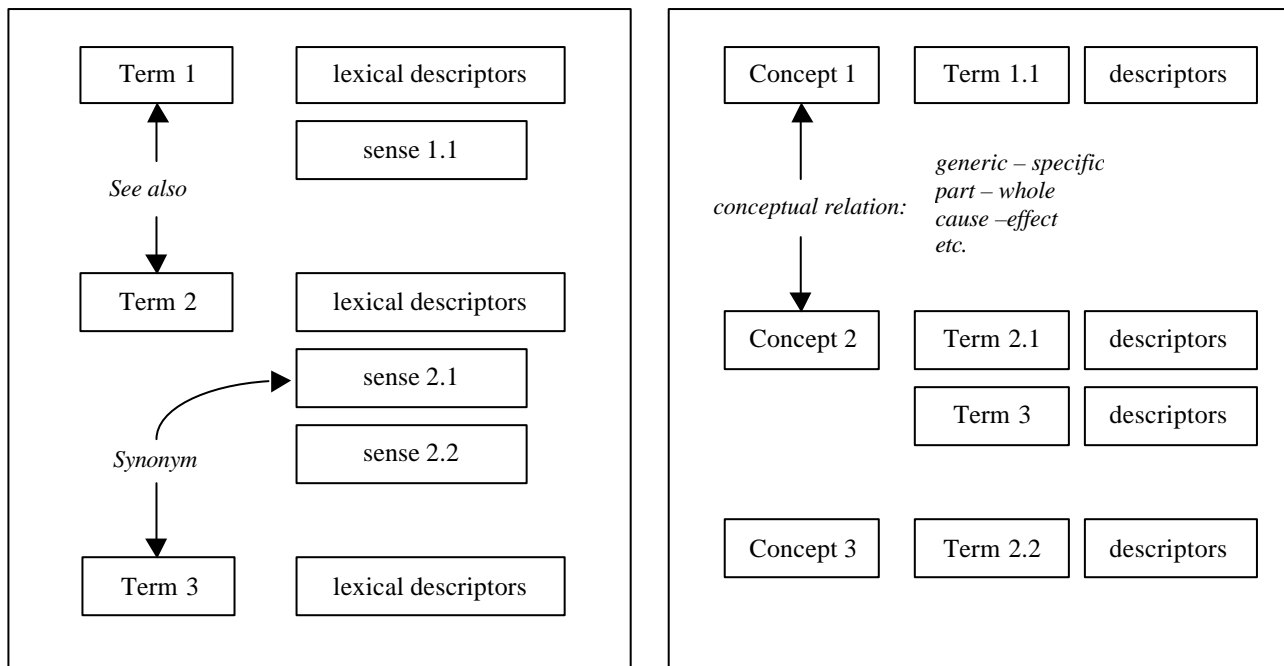 Term 1
lexical descriptors
sense 1.1
See also
Term 2
lexical descriptors
sense 2.1
sense 2.2
Synonym
Term 3
lexical descriptors
Concept 1
Term 1.1
descriptors
conceptual relation:
generic – specific
part – whole
cause –effect
etc.
Concept 2
Term 2.1
descriptors
Term 3
descriptors
Concept 3
Term 2.2
descriptors